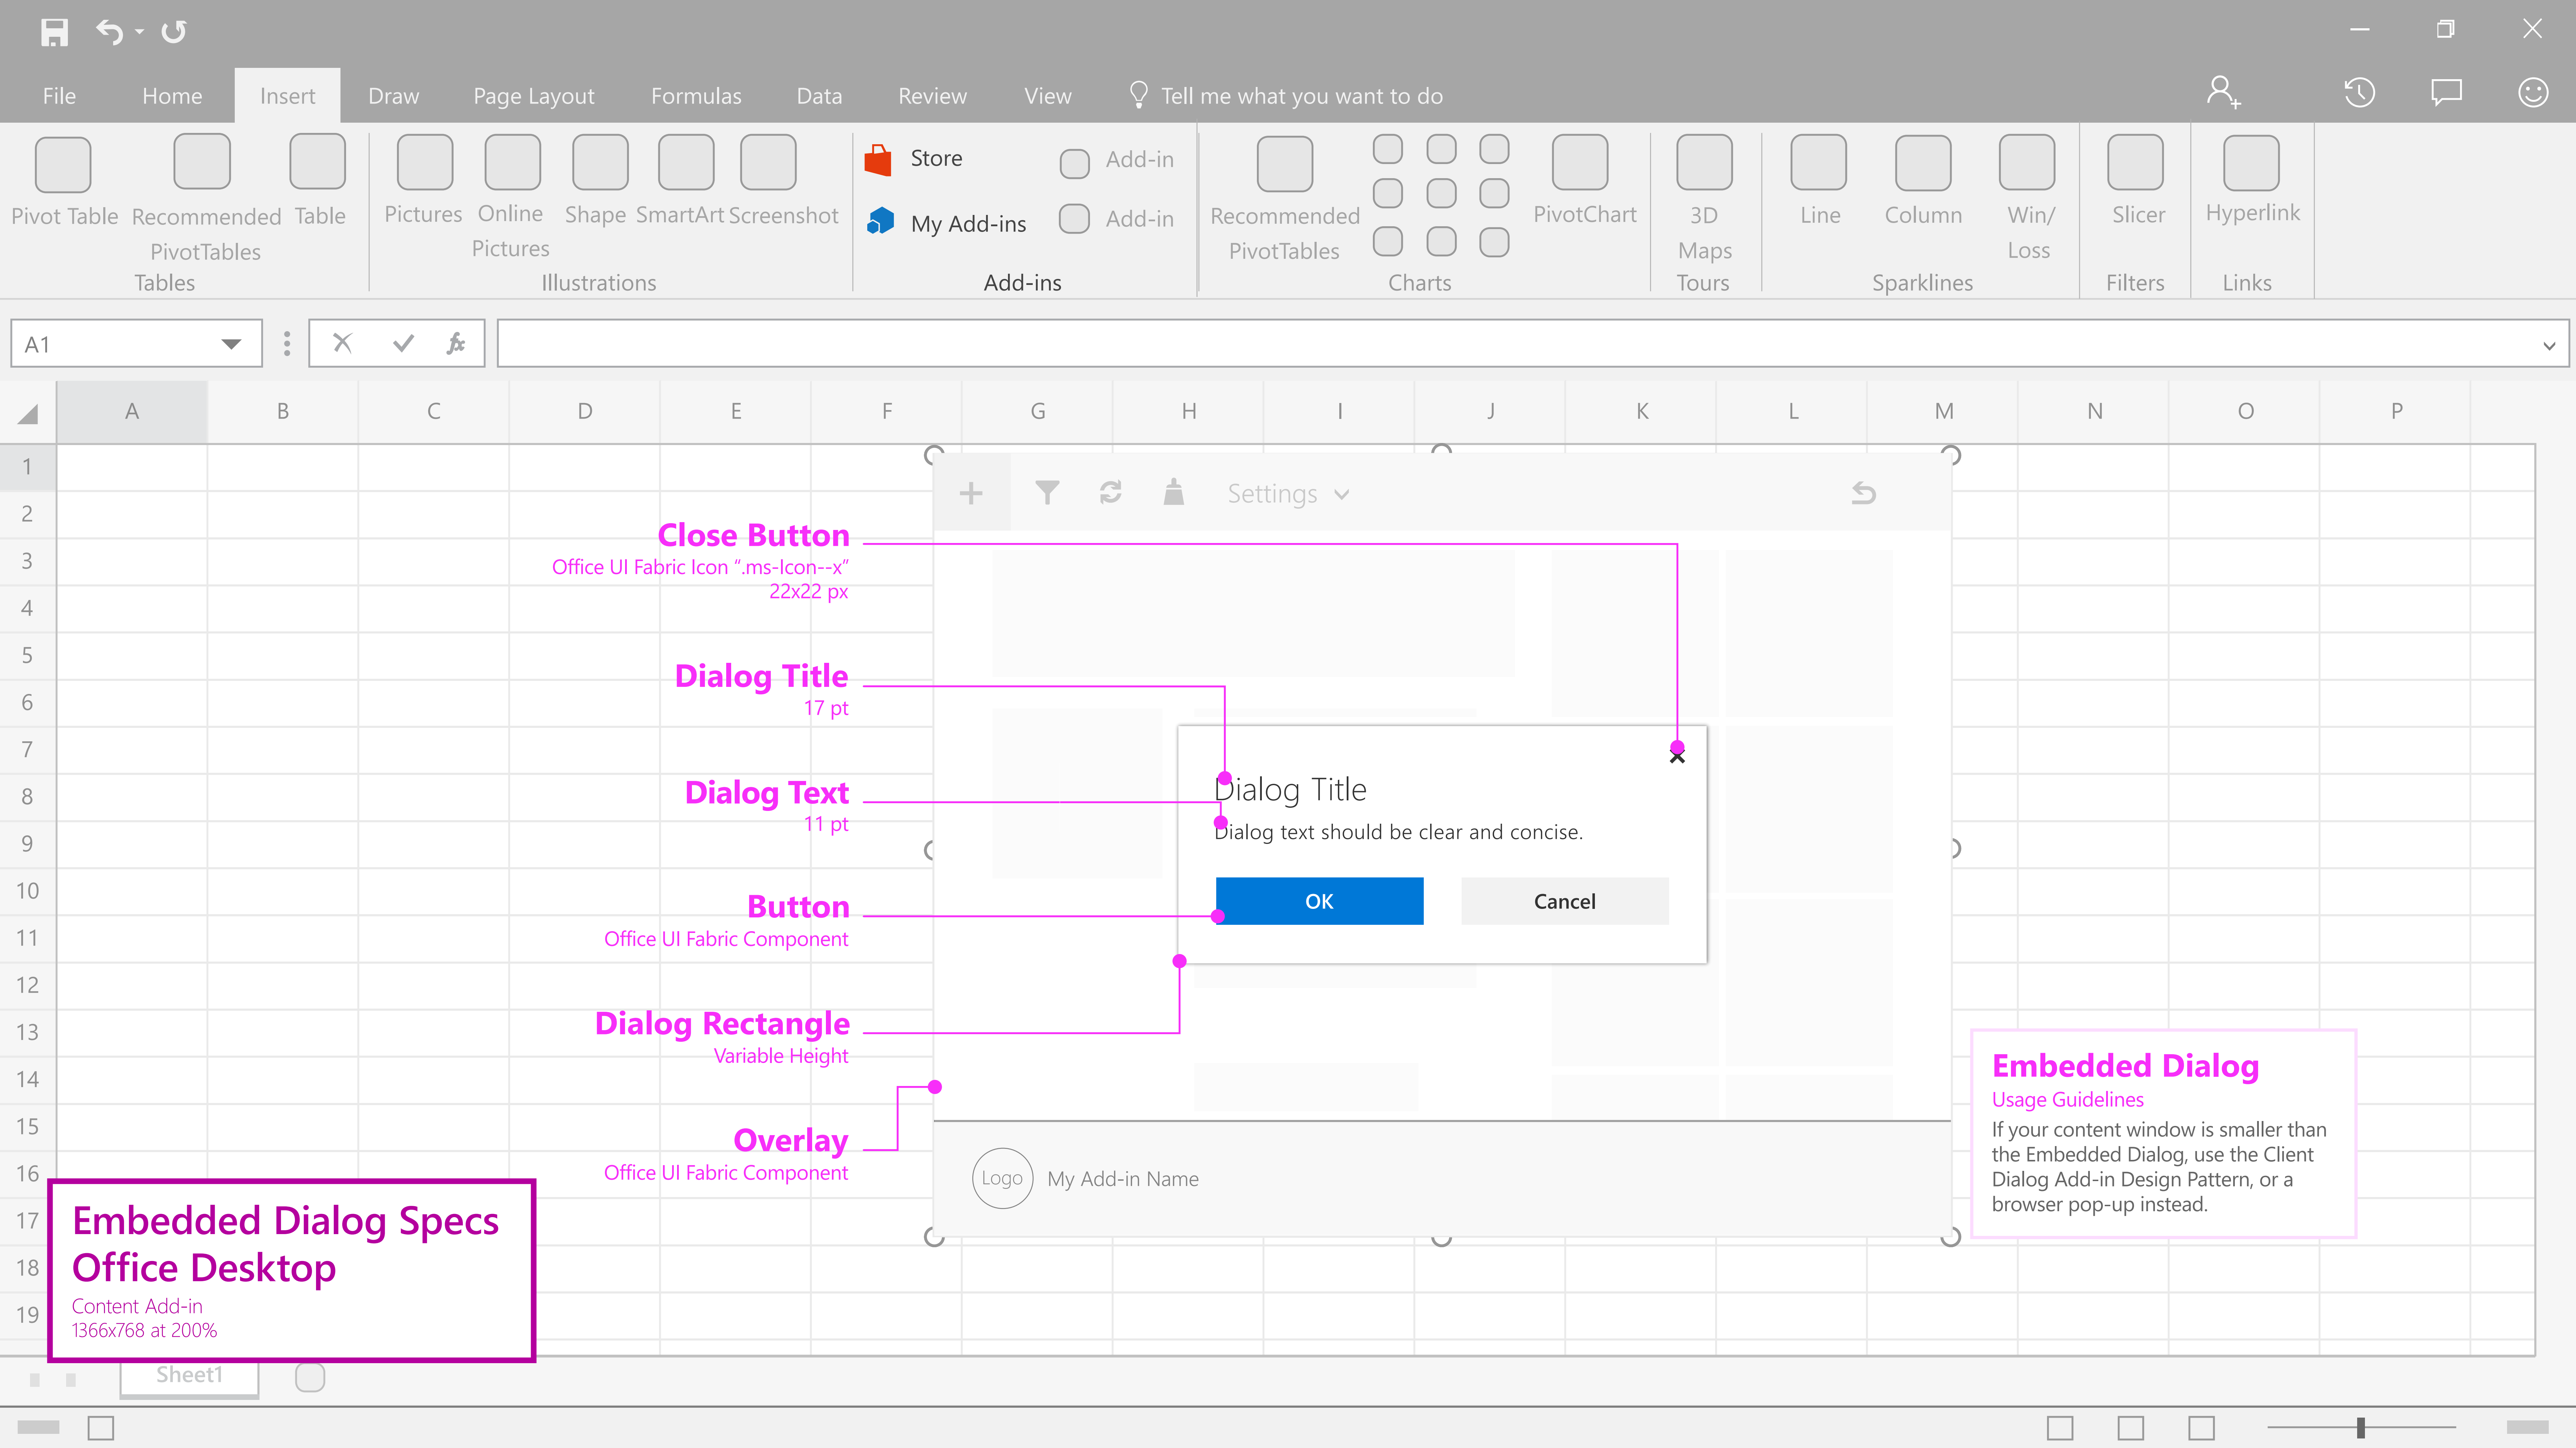 File Home Insert Draw Page Layout Formulas Data Review View Tell me what you want to do
Pivot Table
Recommended
PivotTables
Table
Tables
Pictures
Online
Pictures
Shape
SmartArt
Screenshot
Illustrations
Store
My Add-ins
Add-in
Add-in
Add-ins
Recommended
PivotTables
PivotChart
Charts
3D
Maps
Tours
Line
Column
Win/
Loss
Sparklines
Slicer
Filters
Hyperlink
Links
A1
fx
A B C D E F G H I J K L M N O P
1
2
3
4
5
6
7
8
9
10
11
12
13
14
15
16
17
18
19
Settings
Close Button
Office UI Fabric Icon “.ms-Icon--x”
22x22 px
Dialog Title
17 pt
Dialog Text
11 pt
Button
Office UI Fabric Component
Dialog Rectangle
Variable Height
Overlay
Office UI Fabric Component
Dialog Title
Dialog text should be clear and concise.
OK
Cancel
Logo
My Add-in Name
Embedded Dialog
Usage Guidelines
If your content window is smaller than
the Embedded Dialog, use the Client
Dialog Add-in Design Pattern, or a
browser pop-up instead.
Embedded Dialog Specs
Office Desktop
Content Add-in
1366x768 at 200%
Sheet1